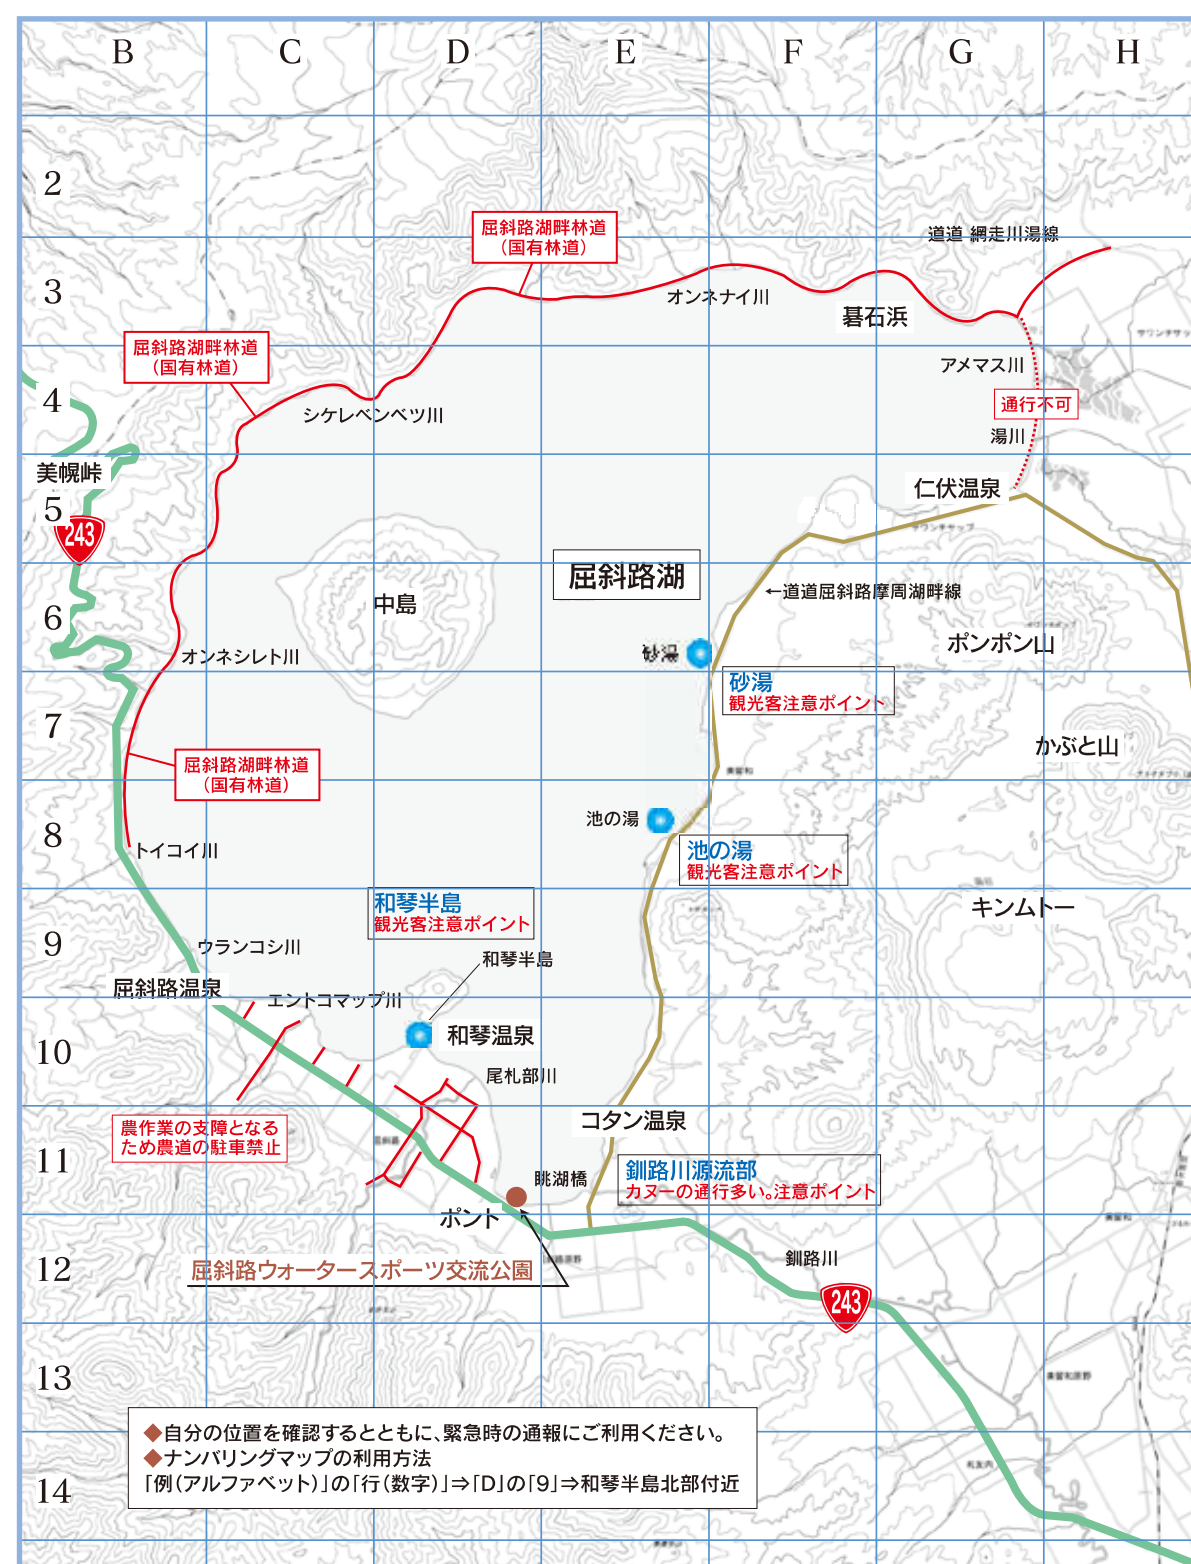 B C D E F G H
2
道道 網走川湯線
屈斜路湖畔林道
（国有林道）
3
オンネナイ川
碁石浜
屈斜路湖畔林道
（国有林道）
アメマス川
4
シケレベンベツ川
通行不可
湯川
美幌峠
仁伏温泉
5
243
屈斜路湖
←道道屈斜路摩周湖畔線
中島
6
ポンポン山
砂湯
オンネシレト川
砂湯
観光客注意ポイント
7
かぶと山
屈斜路湖畔林道
（国有林道）
美留和
池の湯
8
トイコイ川
池の湯
観光客注意ポイント
和琴半島
観光客注意ポイント
キンムトー
9
ウランコシ川
和琴半島
屈斜路温泉
エントコマップ川
和琴温泉
10
尾札部川
コタン温泉
農作業の支障となる
ため農道の駐車禁止
11
釧路川源流部
カヌーの通行多い。注意ポイント
眺湖橋
ポント
美留和
12
釧路川
屈斜路ウォータースポーツ交流公園
243
13
美留和原野
◆自分の位置を確認するとともに、緊急時の通報にご利用ください。
◆ナンバリングマップの利用方法
「例(アルファベット)」の「行(数字)」⇒「D」の「9」⇒和琴半島北部付近
札友内
14